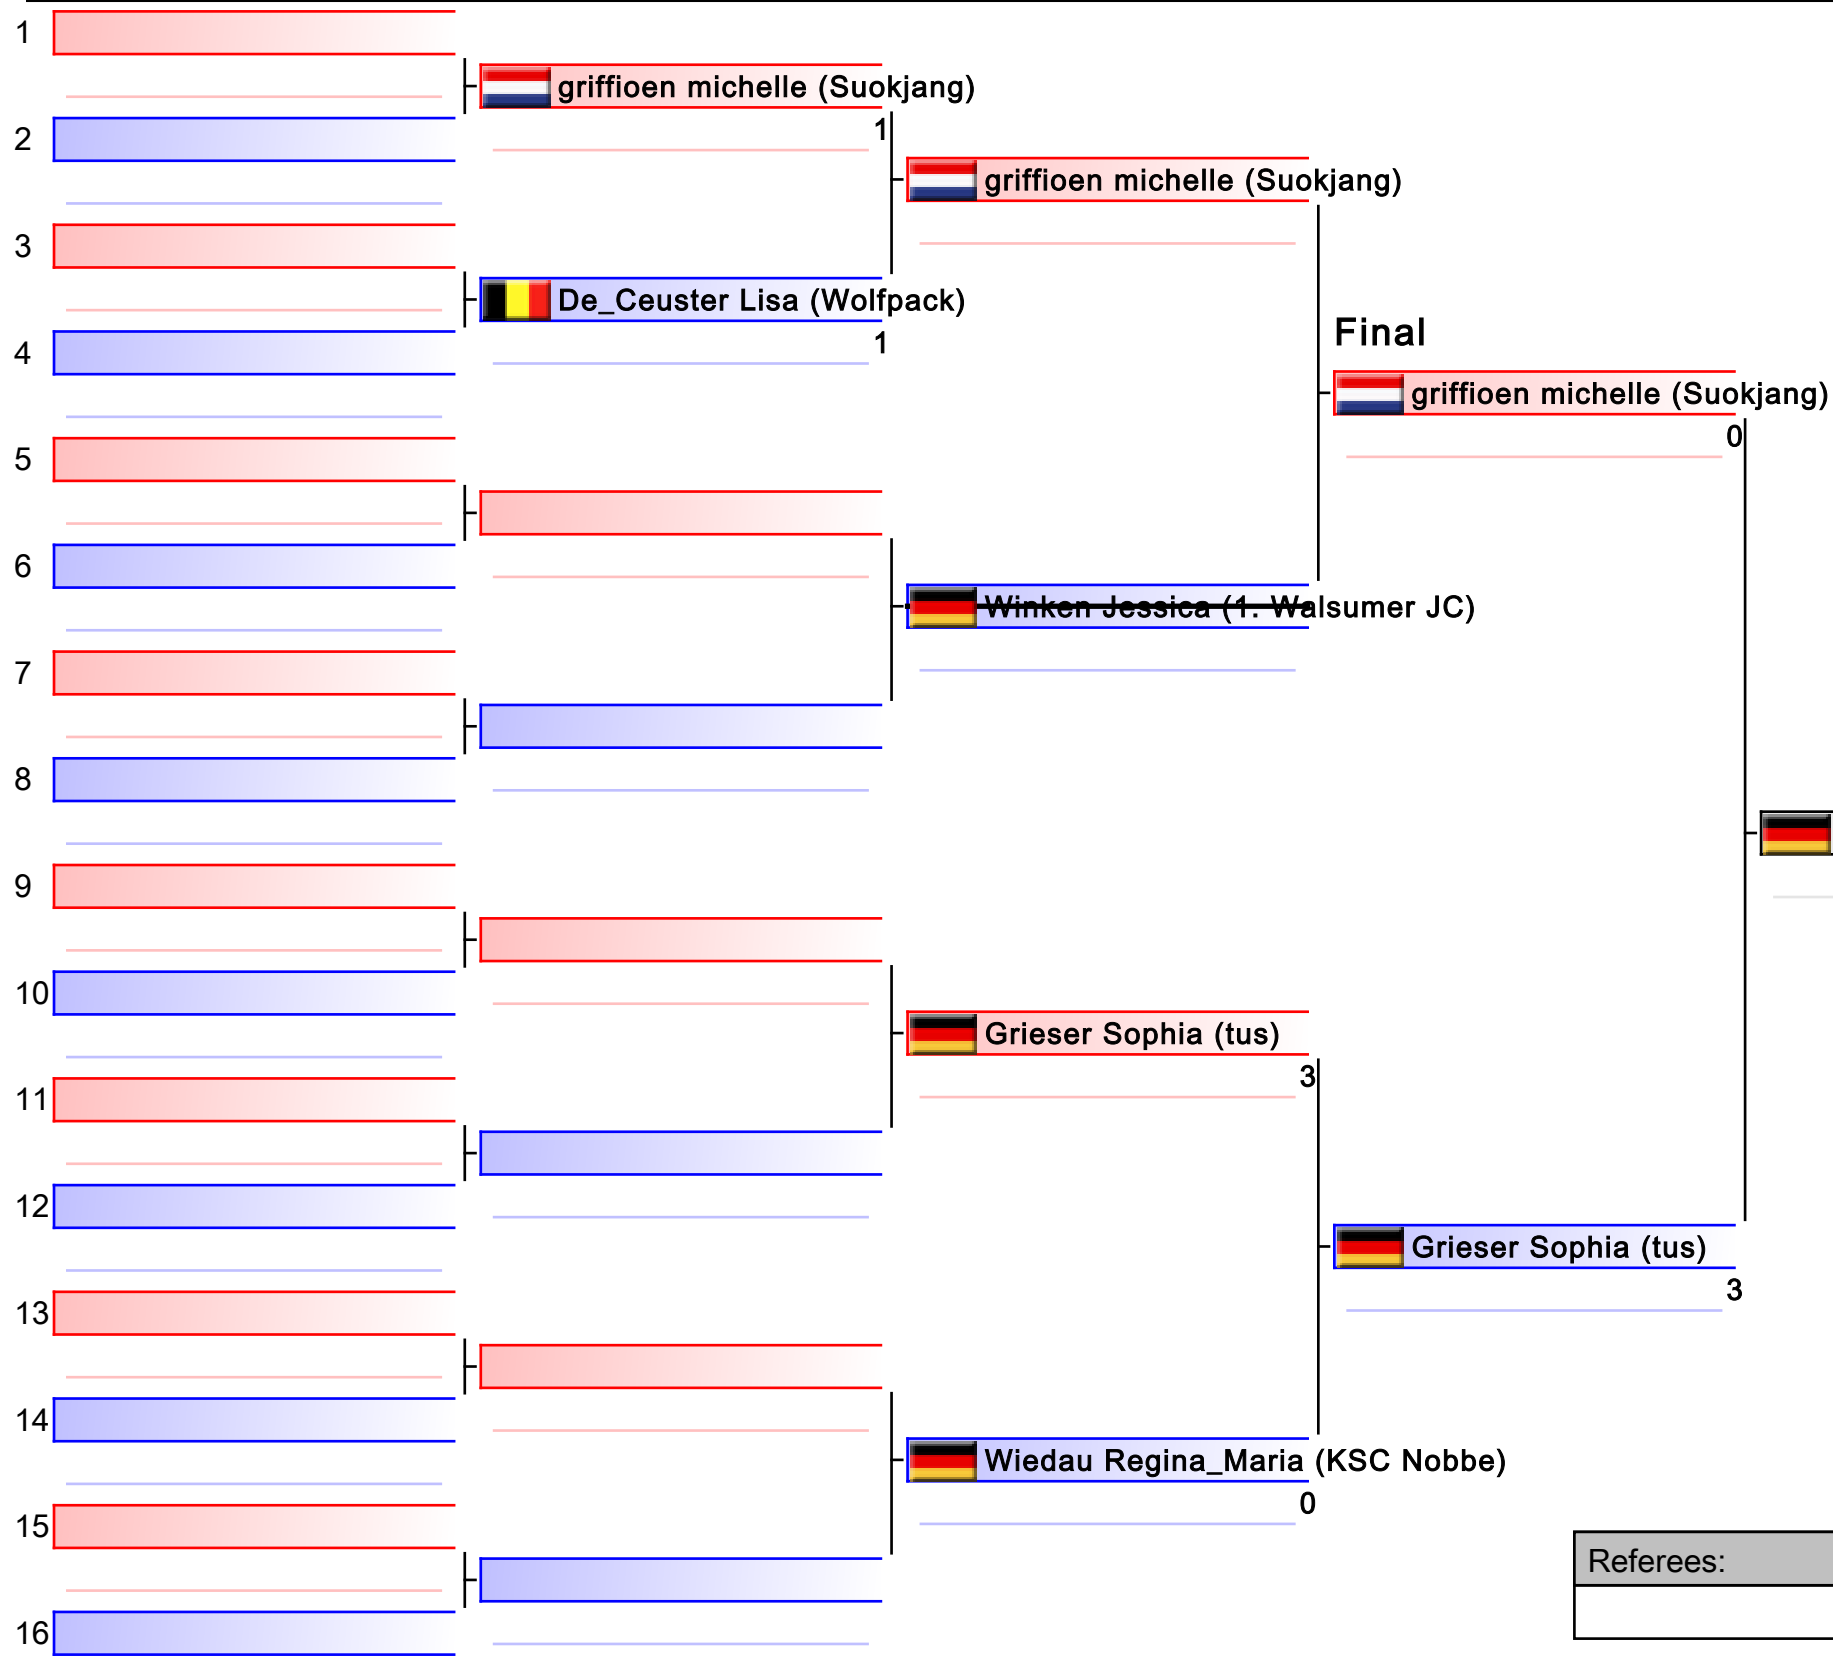 1
griffioen michelle (Suokjang)
1
2
griffioen michelle (Suokjang)
3
De_Ceuster Lisa (Wolfpack)
1
4
Final
griffioen michelle (Suokjang)
0
5
6
Winken Jessica (1. Walsumer JC)
7
8
9
10
Grieser Sophia (tus)
3
11
12
Grieser Sophia (tus)
3
13
14
Wiedau Regina_Maria (KSC Nobbe)
0
15
Referees:
16